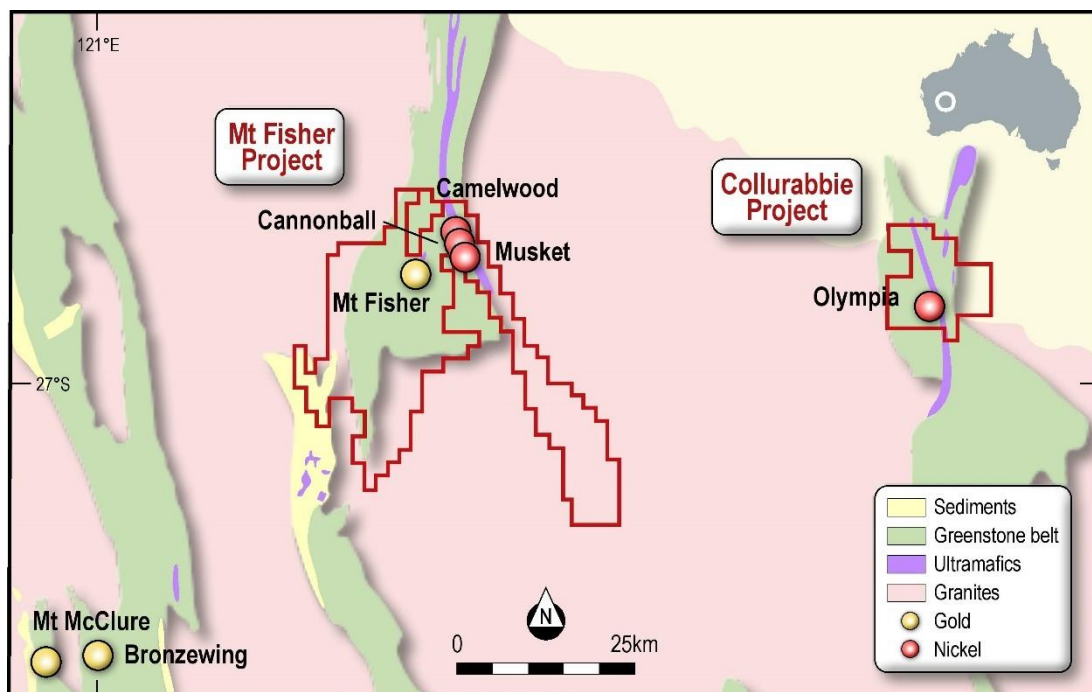 121°E
Mt Fisher
Project
Camelwood
Cannonball
Musket
Mt Fisher
Collurabbie
Project
Olympia
27°S
Mt McClure
Bronzewing
N
0
25km
Sediments
Greenstone belt
Ultramafics
Granites
Gold
Nickel